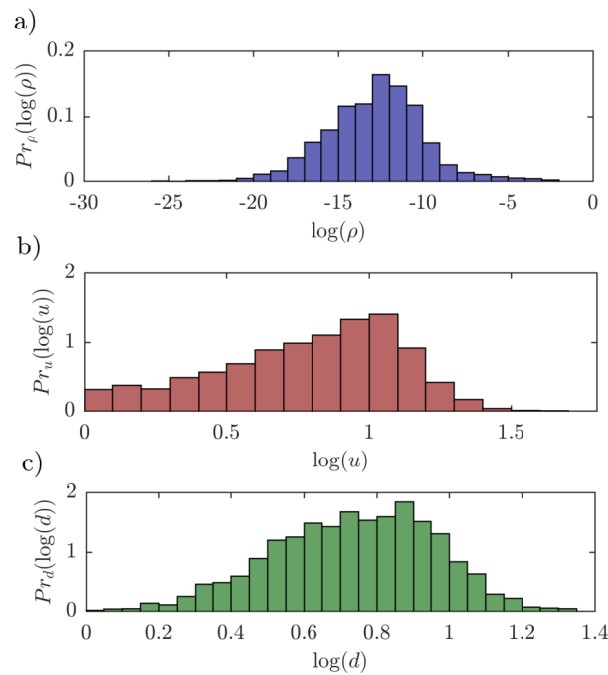 a)
0.2
0.1
0
Pr_ρ(log(ρ))
-30 -25 -20 -15 -10 -5 0
log(ρ)
b)
2
1
0
Pr_u(log(u))
0 0.5 1 1.5
log(u)
c)
2
1
0
Pr_d(log(d))
0 0.2 0.4 0.6 0.8 1 1.2 1.4
log(d)